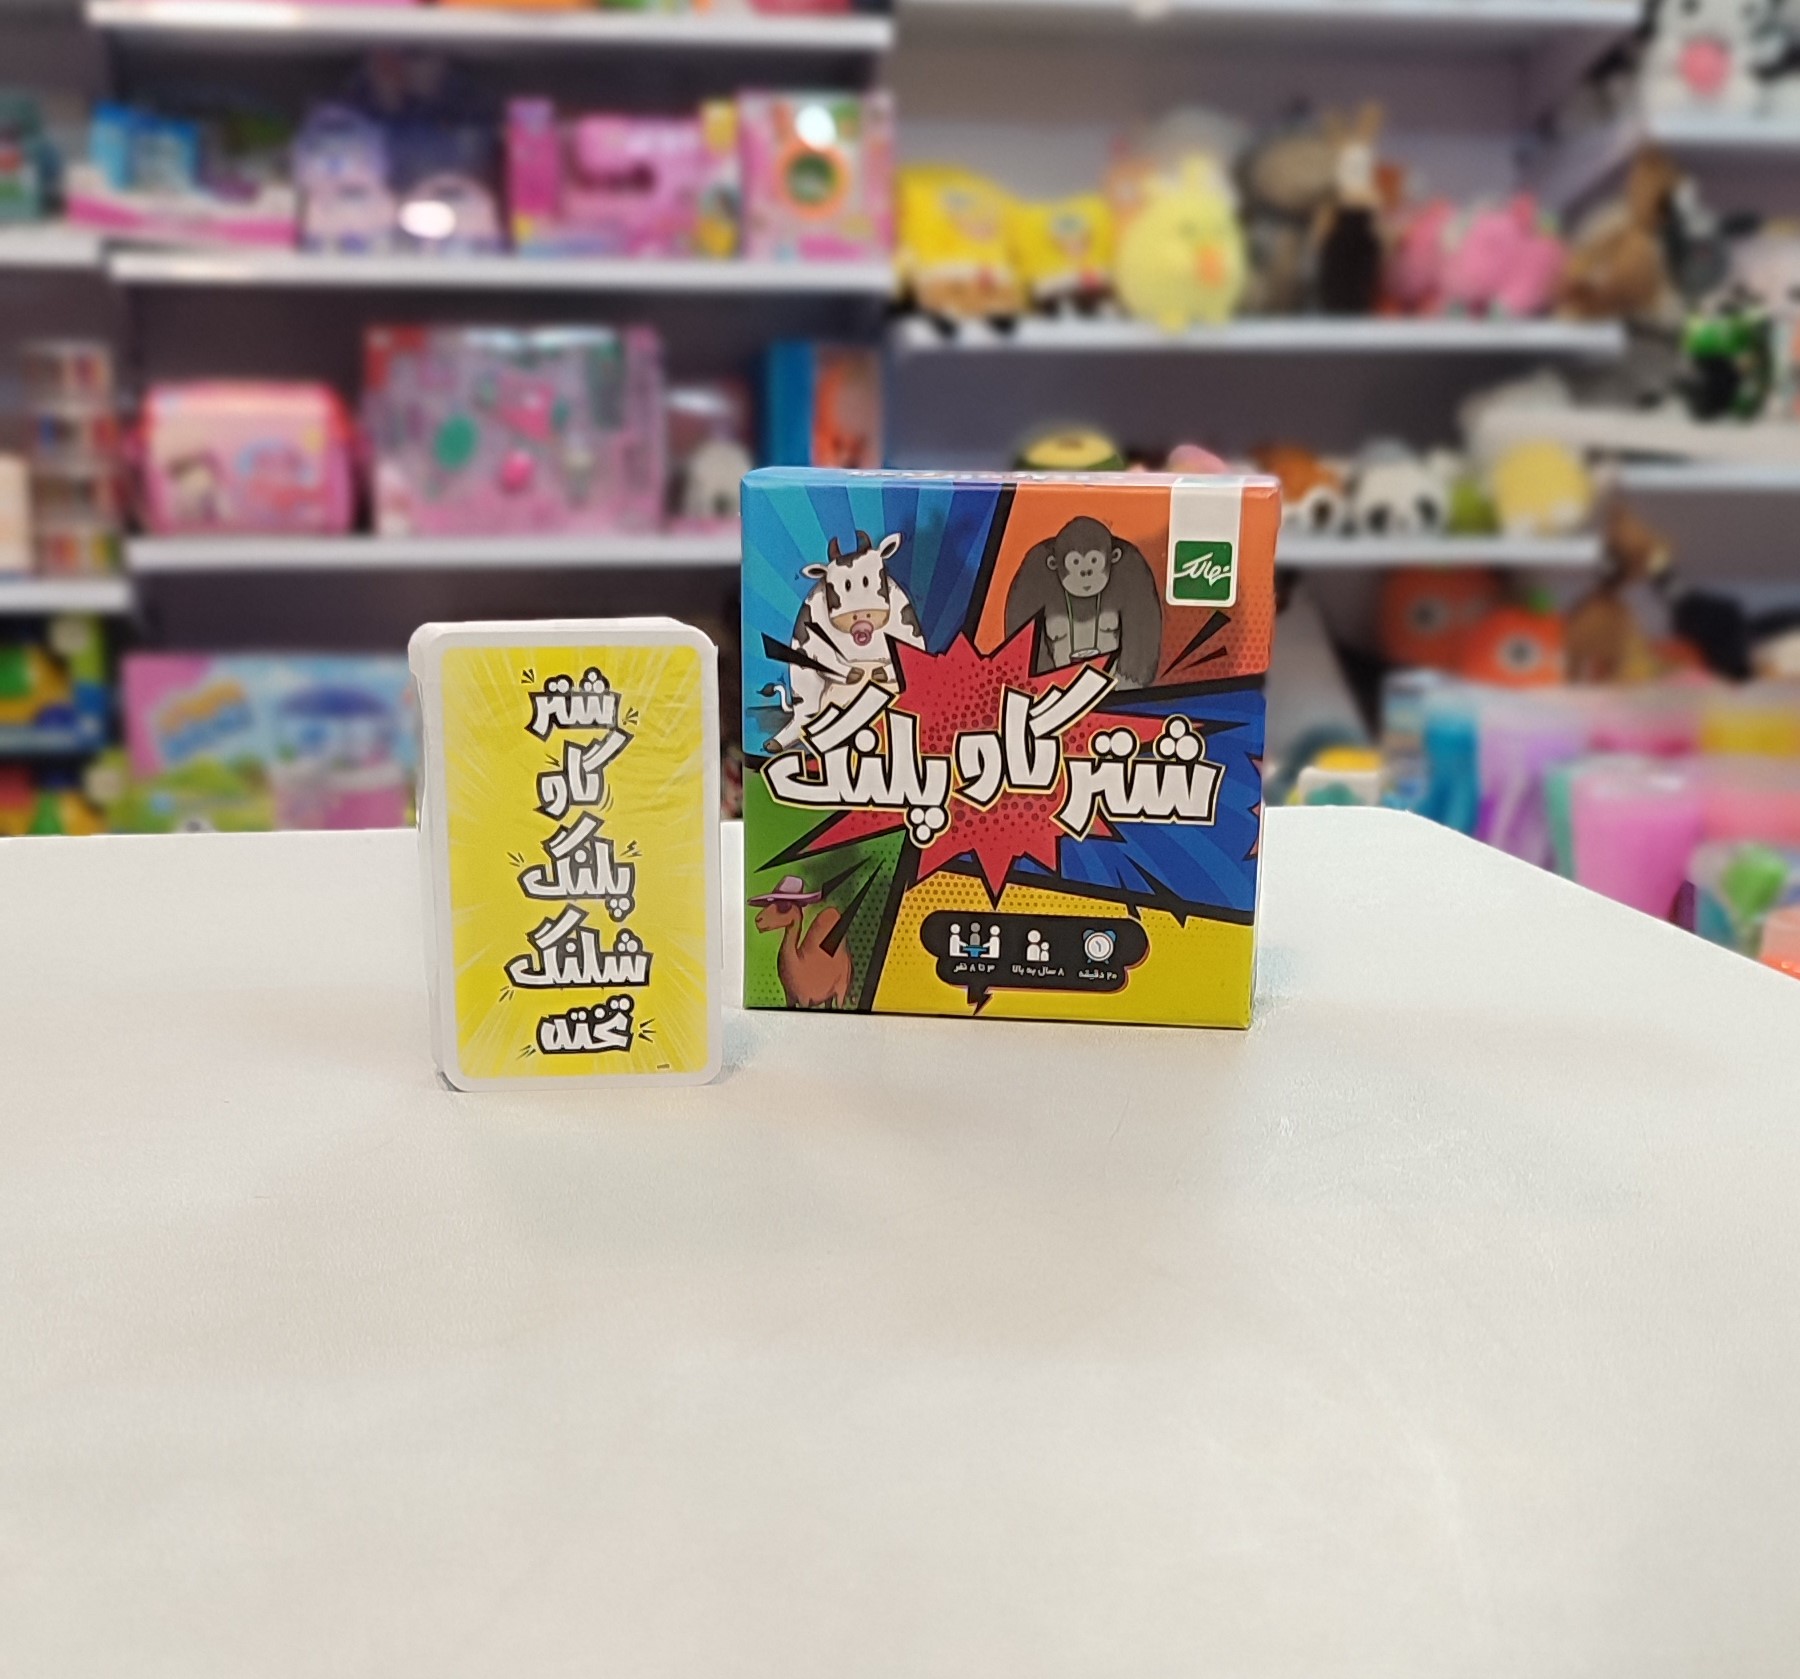 شتر
گاو
پلنگ
شلنگ
تخته
شتر گاو پلنگ
۲۰ دقیقه
۸ سال به بالا
۳ تا ۸ نفر